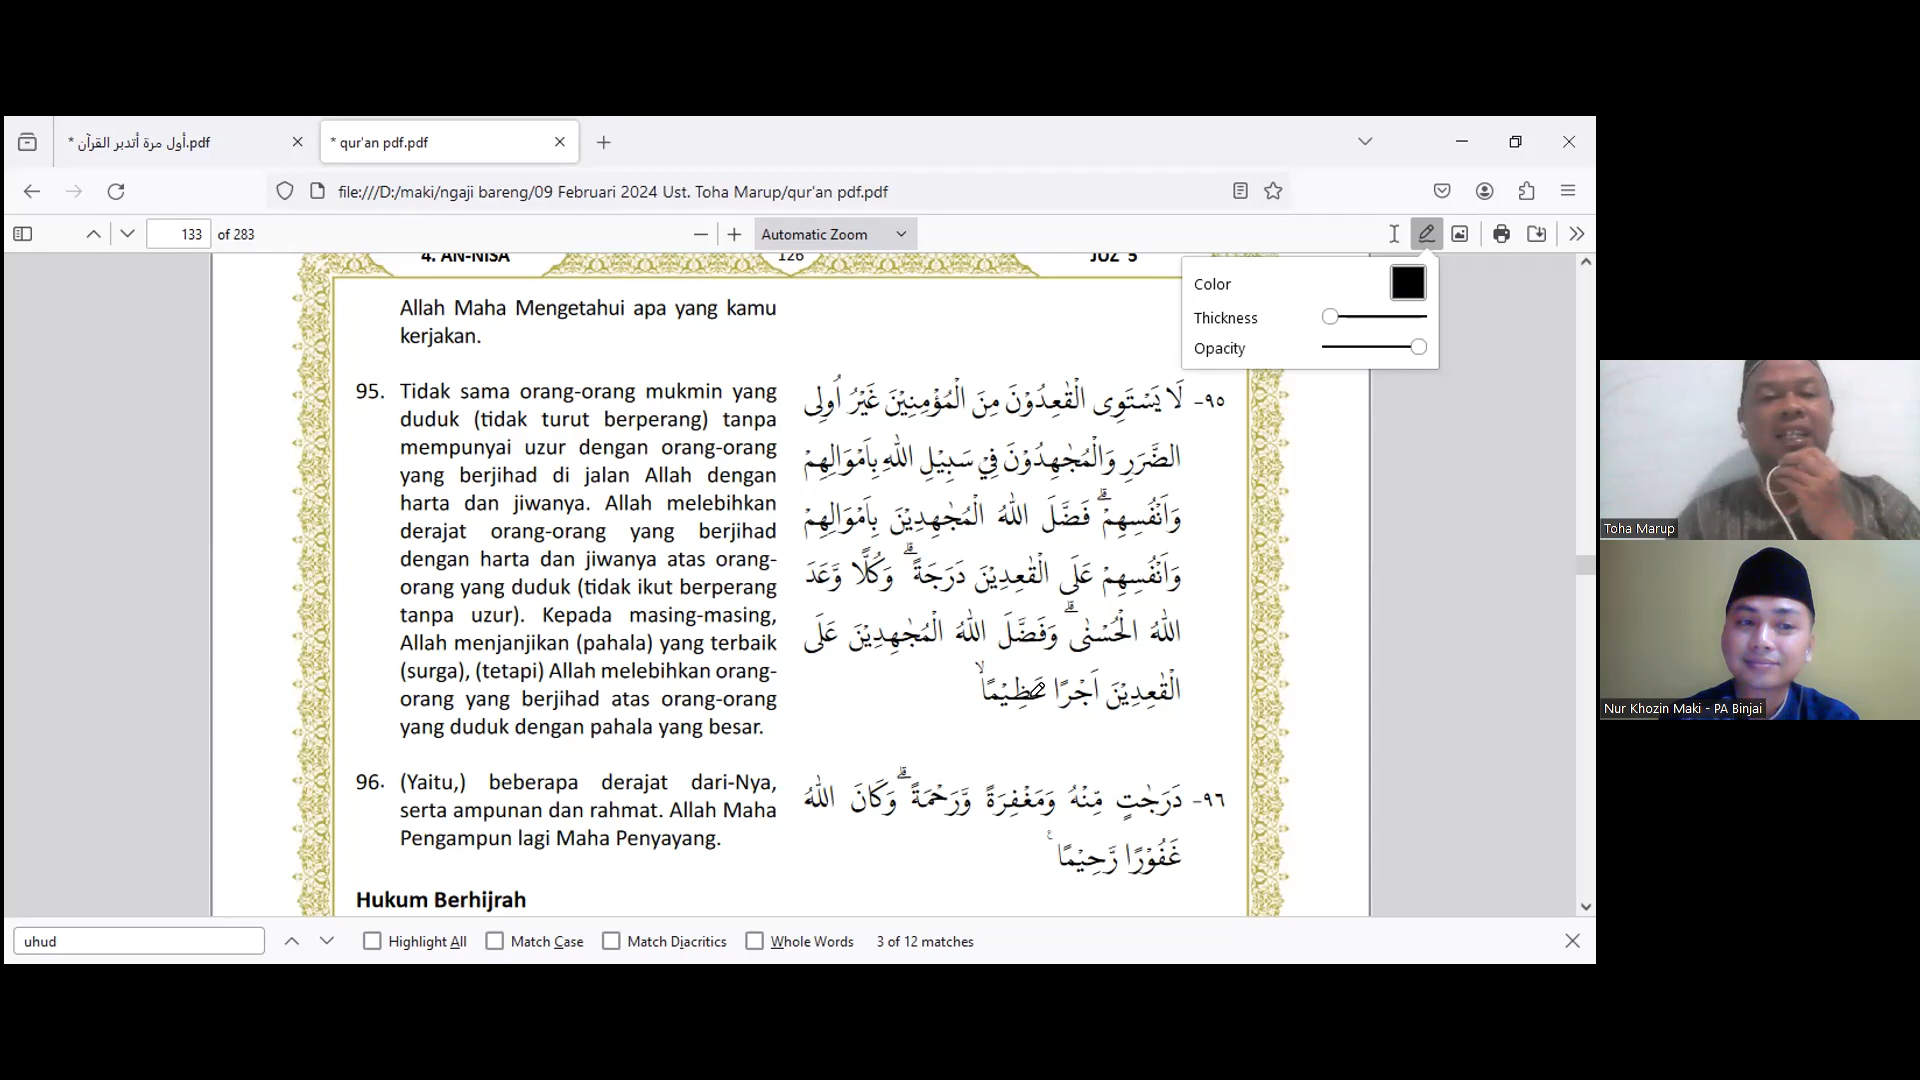 * أول مرة أتدبر القرآن.pdf
* qur'an pdf.pdf
file:///D:/maki/ngaji bareng/09 Februari 2024 Ust. Toha Marup/qur'an pdf.pdf
133 of 283
Automatic Zoom
4. AN-NISA
126
JUZ 5
Color
Thickness
Opacity
Allah Maha Mengetahui apa yang kamu
kerjakan.
95. Tidak sama orang-orang mukmin yang
duduk (tidak turut berperang) tanpa
mempunyai uzur dengan orang-orang
yang berjihad di jalan Allah dengan
harta dan jiwanya. Allah melebihkan
derajat orang-orang yang berjihad
dengan harta dan jiwanya atas orang-
orang yang duduk (tidak ikut berperang
tanpa uzur). Kepada masing-masing,
Allah menjanjikan (pahala) yang terbaik
(surga), (tetapi) Allah melebihkan orang-
orang yang berjihad atas orang-orang
yang duduk dengan pahala yang besar.
٩٥- لَا يَسْتَوِى الْقٰعِدُوْنَ مِنَ الْمُؤْمِنِيْنَ غَيْرُ اُولِى
الضَّرَرِ وَالْمُجٰهِدُوْنَ فِيْ سَبِيْلِ اللّٰهِ بِاَمْوَالِهِمْ
وَاَنْفُسِهِمْۗ فَضَّلَ اللّٰهُ الْمُجٰهِدِيْنَ بِاَمْوَالِهِمْ
وَاَنْفُسِهِمْ عَلَى الْقٰعِدِيْنَ دَرَجَةًۗ وَكُلًّا وَّعَدَ
اللّٰهُ الْحُسْنٰىۗ وَفَضَّلَ اللّٰهُ الْمُجٰهِدِيْنَ عَلَى
الْقٰعِدِيْنَ اَجْرًا عَظِيْمًاۙ
96. (Yaitu,) beberapa derajat dari-Nya,
serta ampunan dan rahmat. Allah Maha
Pengampun lagi Maha Penyayang.
٩٦- دَرَجٰتٍ مِّنْهُ وَمَغْفِرَةً وَّرَحْمَةًۗ وَكَانَ اللّٰهُ
غَفُوْرًا رَّحِيْمًاࣖ
Hukum Berhijrah
uhud
Highlight All
Match Case
Match Diacritics
Whole Words
3 of 12 matches
Toha Marup
Nur Khozin Maki - PA Binjai